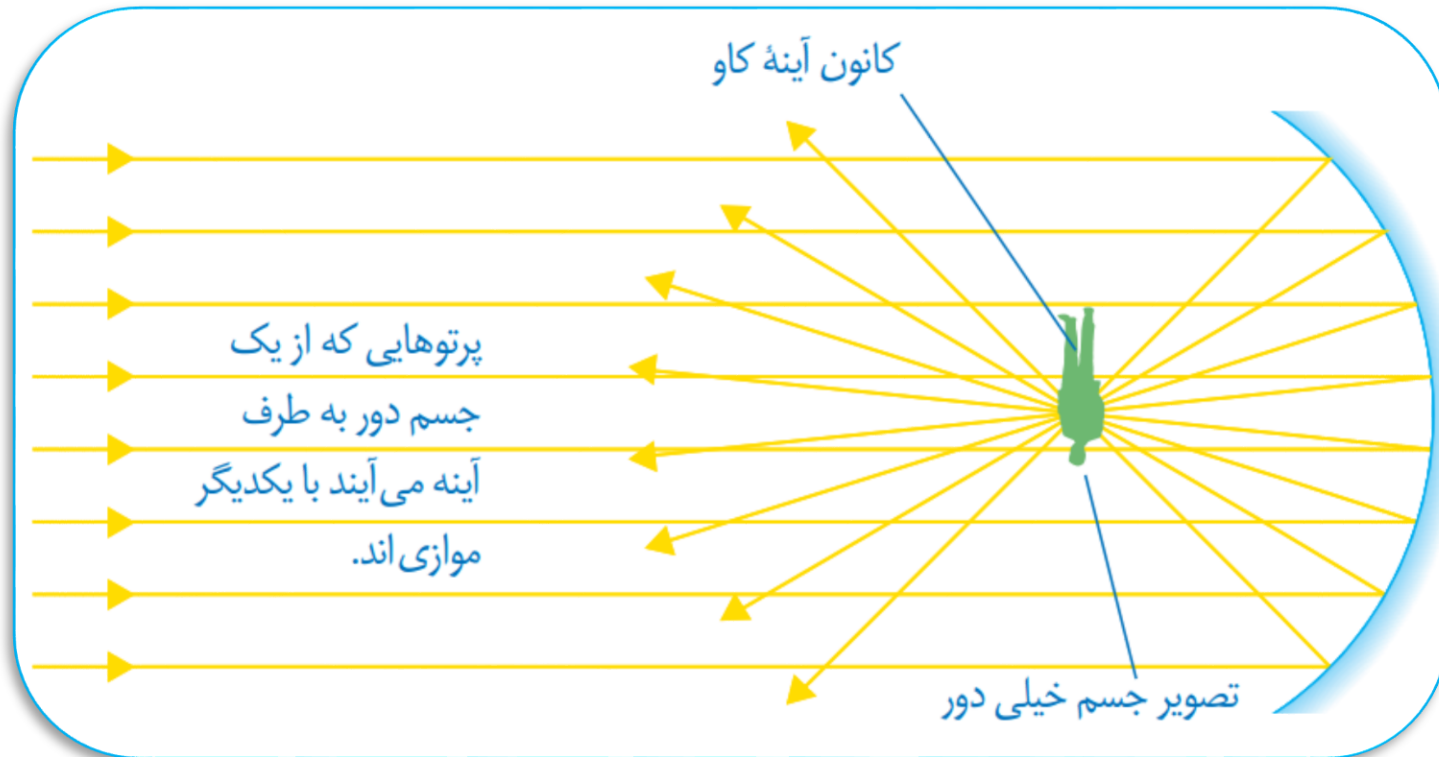 کانون آینهٔ کاو
پرتوهایی که از یک
جسم دور به طرف
آینه می‌آیند با یکدیگر
موازی‌اند.
تصویر جسم خیلی دور